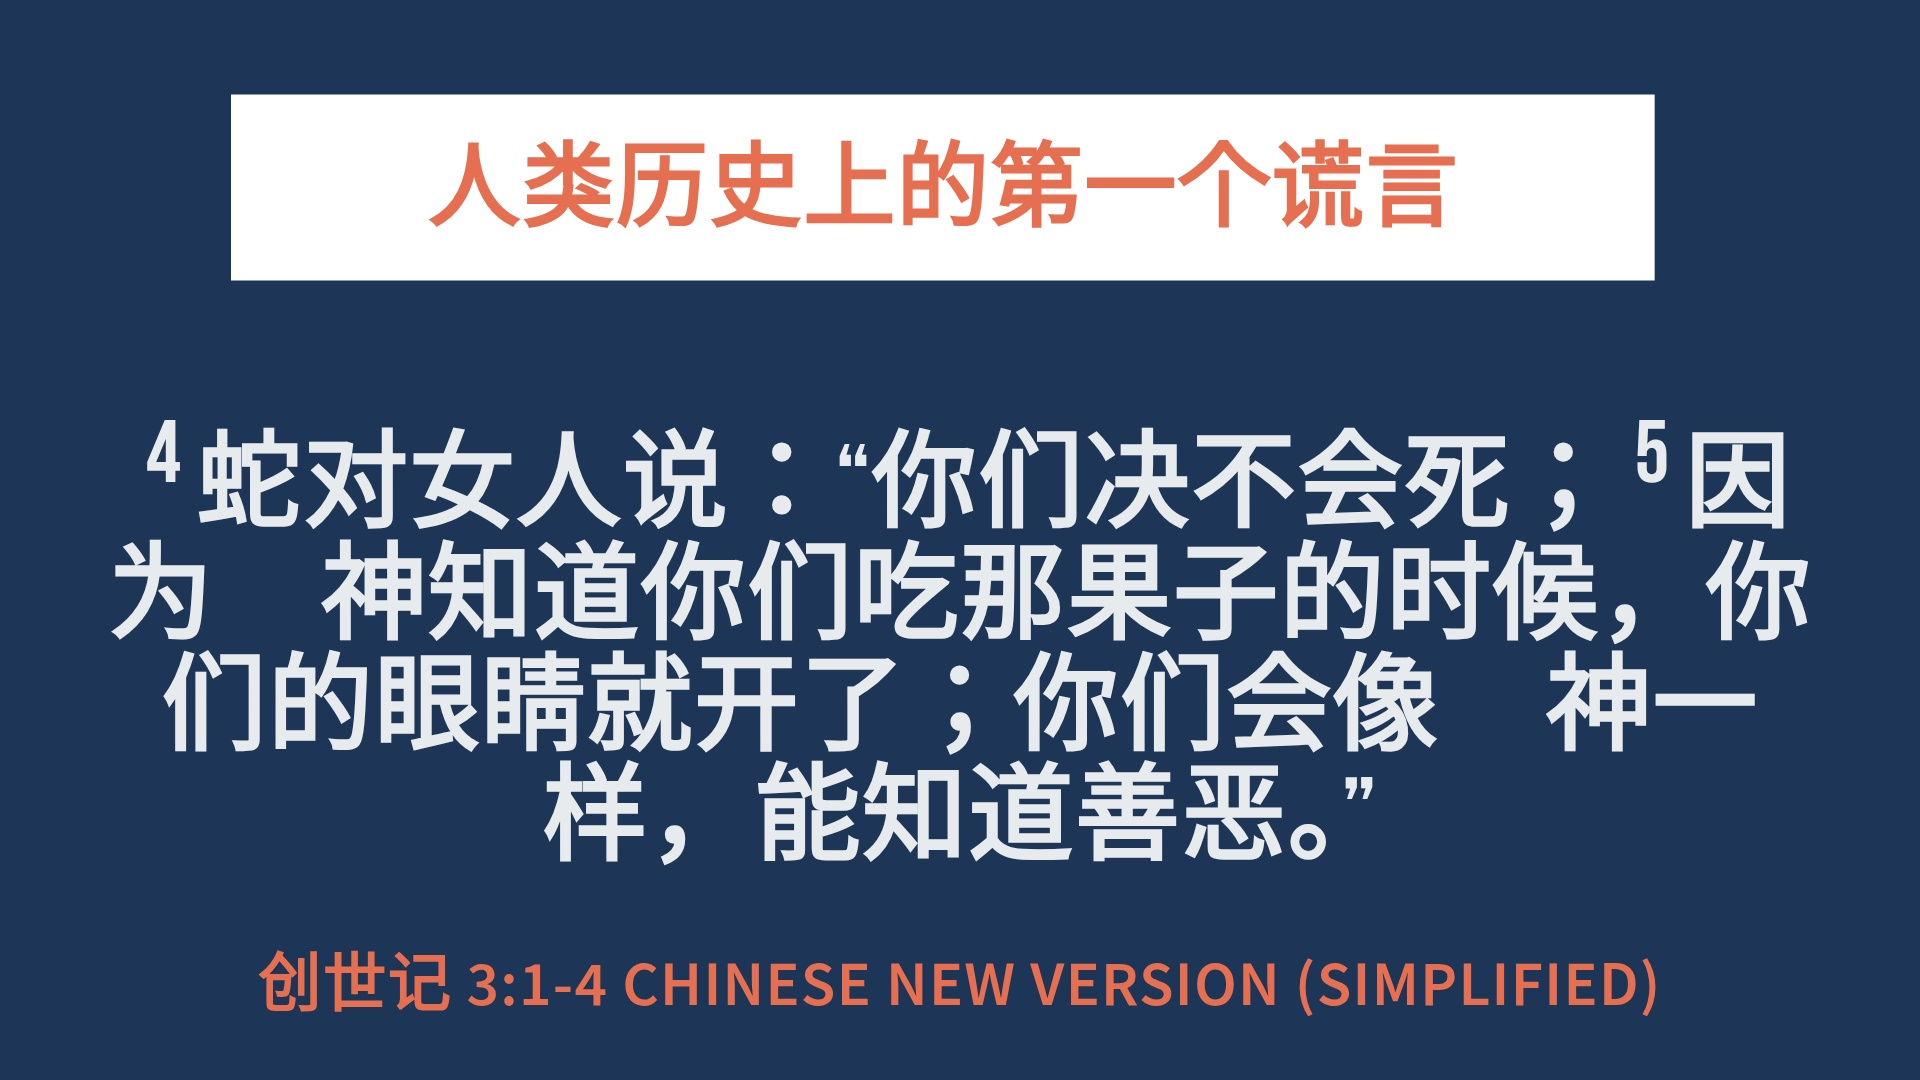 人类历史上的第一个谎言
4 蛇对女人说：“你们决不会死；5 因
为　神知道你们吃那果子的时候，你
们的眼睛就开了；你们会像　神一
样，能知道善恶。”
创世记 3:1-4 CHINESE NEW VERSION (SIMPLIFIED)